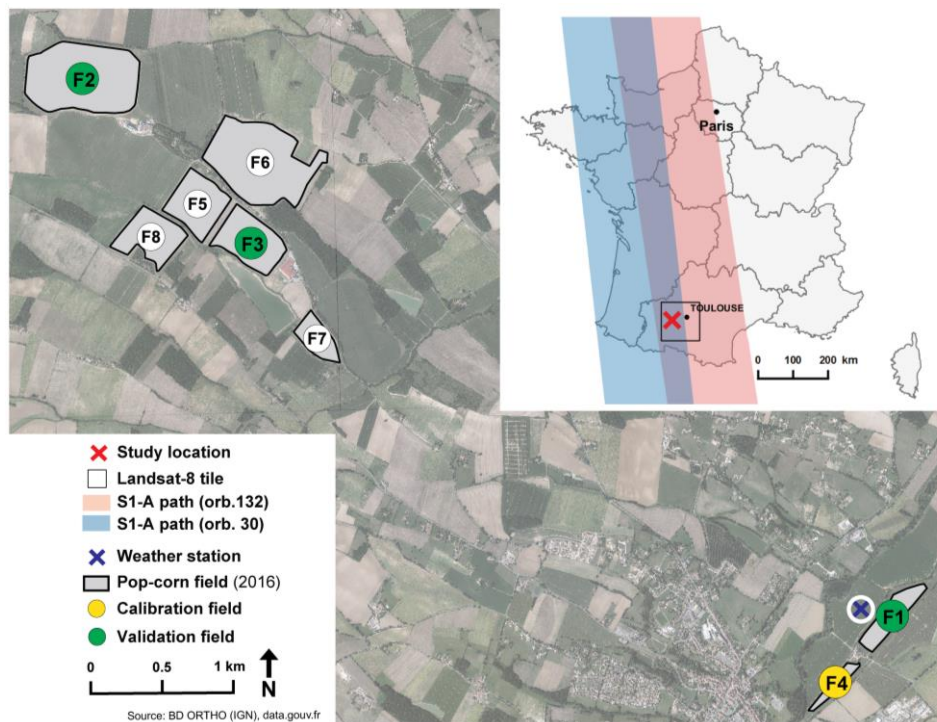 F2
F6
F5
F8
F3
F7
Paris
TOULOUSE
0 100 200 km
Study location
Landsat-8 tile
S1-A path (orb.132)
S1-A path (orb. 30)
Weather station
Pop-corn field (2016)
Calibration field
Validation field
0 0.5 1 km
N
Source: BD ORTHO (IGN), data.gouv.fr
F1
F4